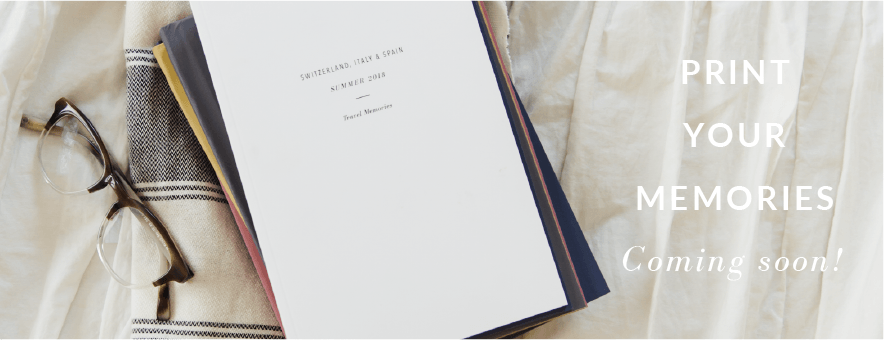 SWITZERLAND, ITALY & SPAIN
SUMMER 2018
Travel Memories
PRINT
YOUR
MEMORIES
Coming soon!